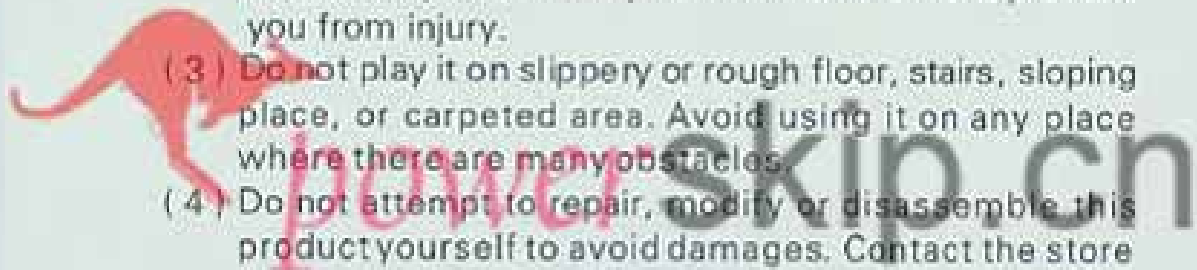 you from injury.
(3) Do not play it on slippery or rough floor, stairs, sloping
place, or carpeted area. Avoid using it on any place
where there are many obstacles.
(4) Do not attempt to repair, modify or disassemble this
product yourself to avoid damages. Contact the store
powerskip.cn